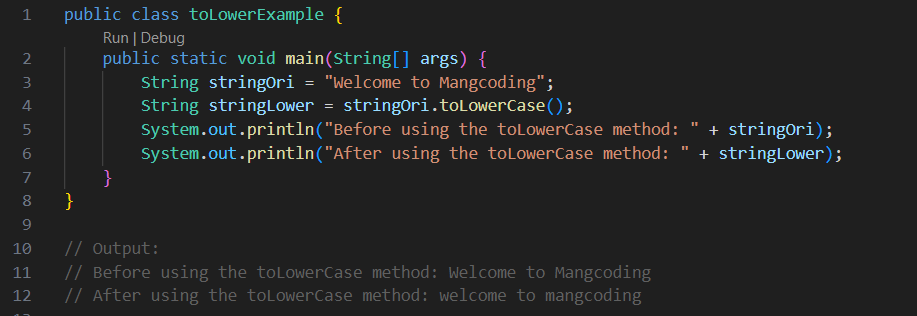 1 public class toLowerExample {
Run | Debug
2 public static void main(String[] args) {
3 String stringOri = "Welcome to Mangcoding";
4 String stringLower = stringOri.toLowerCase();
5 System.out.println("Before using the toLowerCase method: " + stringOri);
6 System.out.println("After using the toLowerCase method: " + stringLower);
7 }
8 }
9
10 // Output:
11 // Before using the toLowerCase method: Welcome to Mangcoding
12 // After using the toLowerCase method: welcome to mangcoding